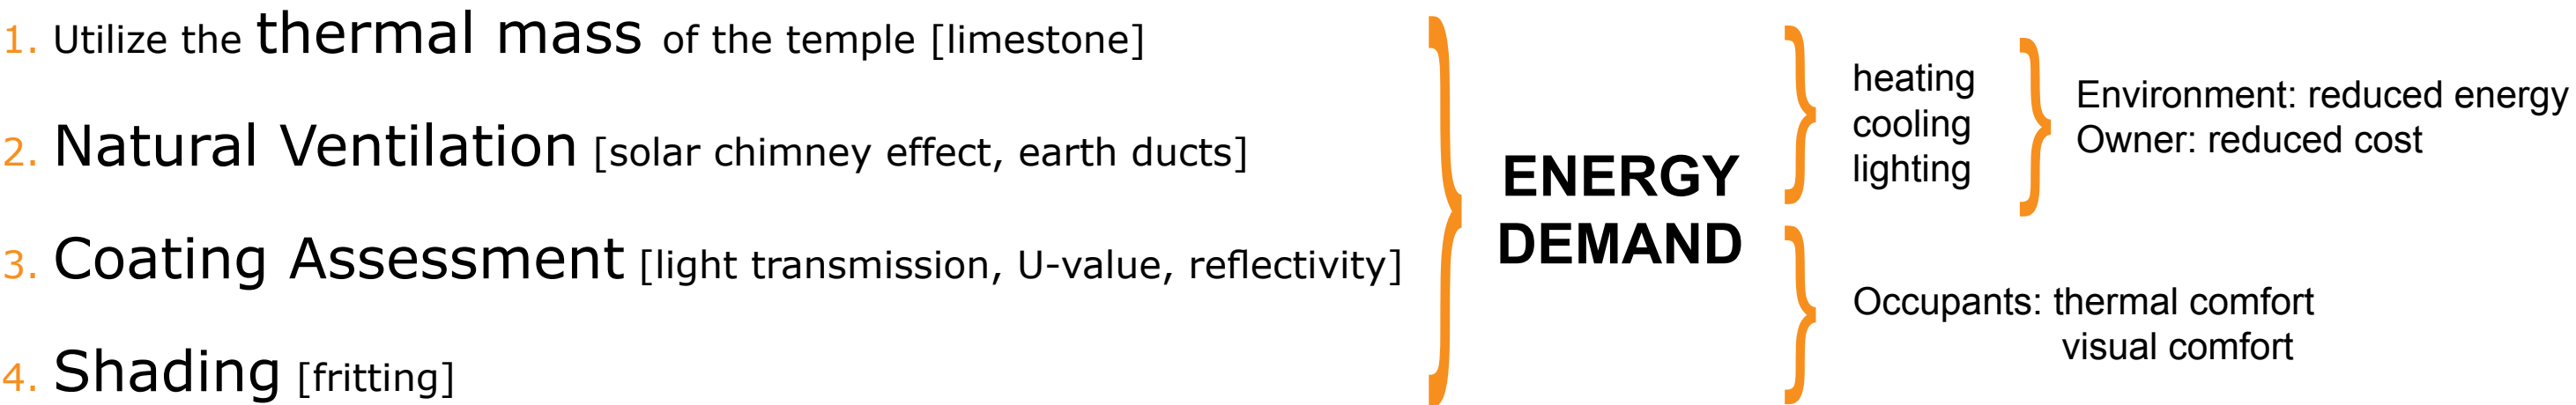 1. Utilize the thermal mass of the temple [limestone]
2. Natural Ventilation [solar chimney effect, earth ducts]
3. Coating Assessment [light transmission, U-value, reflectivity]
4. Shading [fritting]
ENERGY
DEMAND
heating
cooling
lighting
Environment: reduced energy
Owner: reduced cost
Occupants: thermal comfort
visual comfort